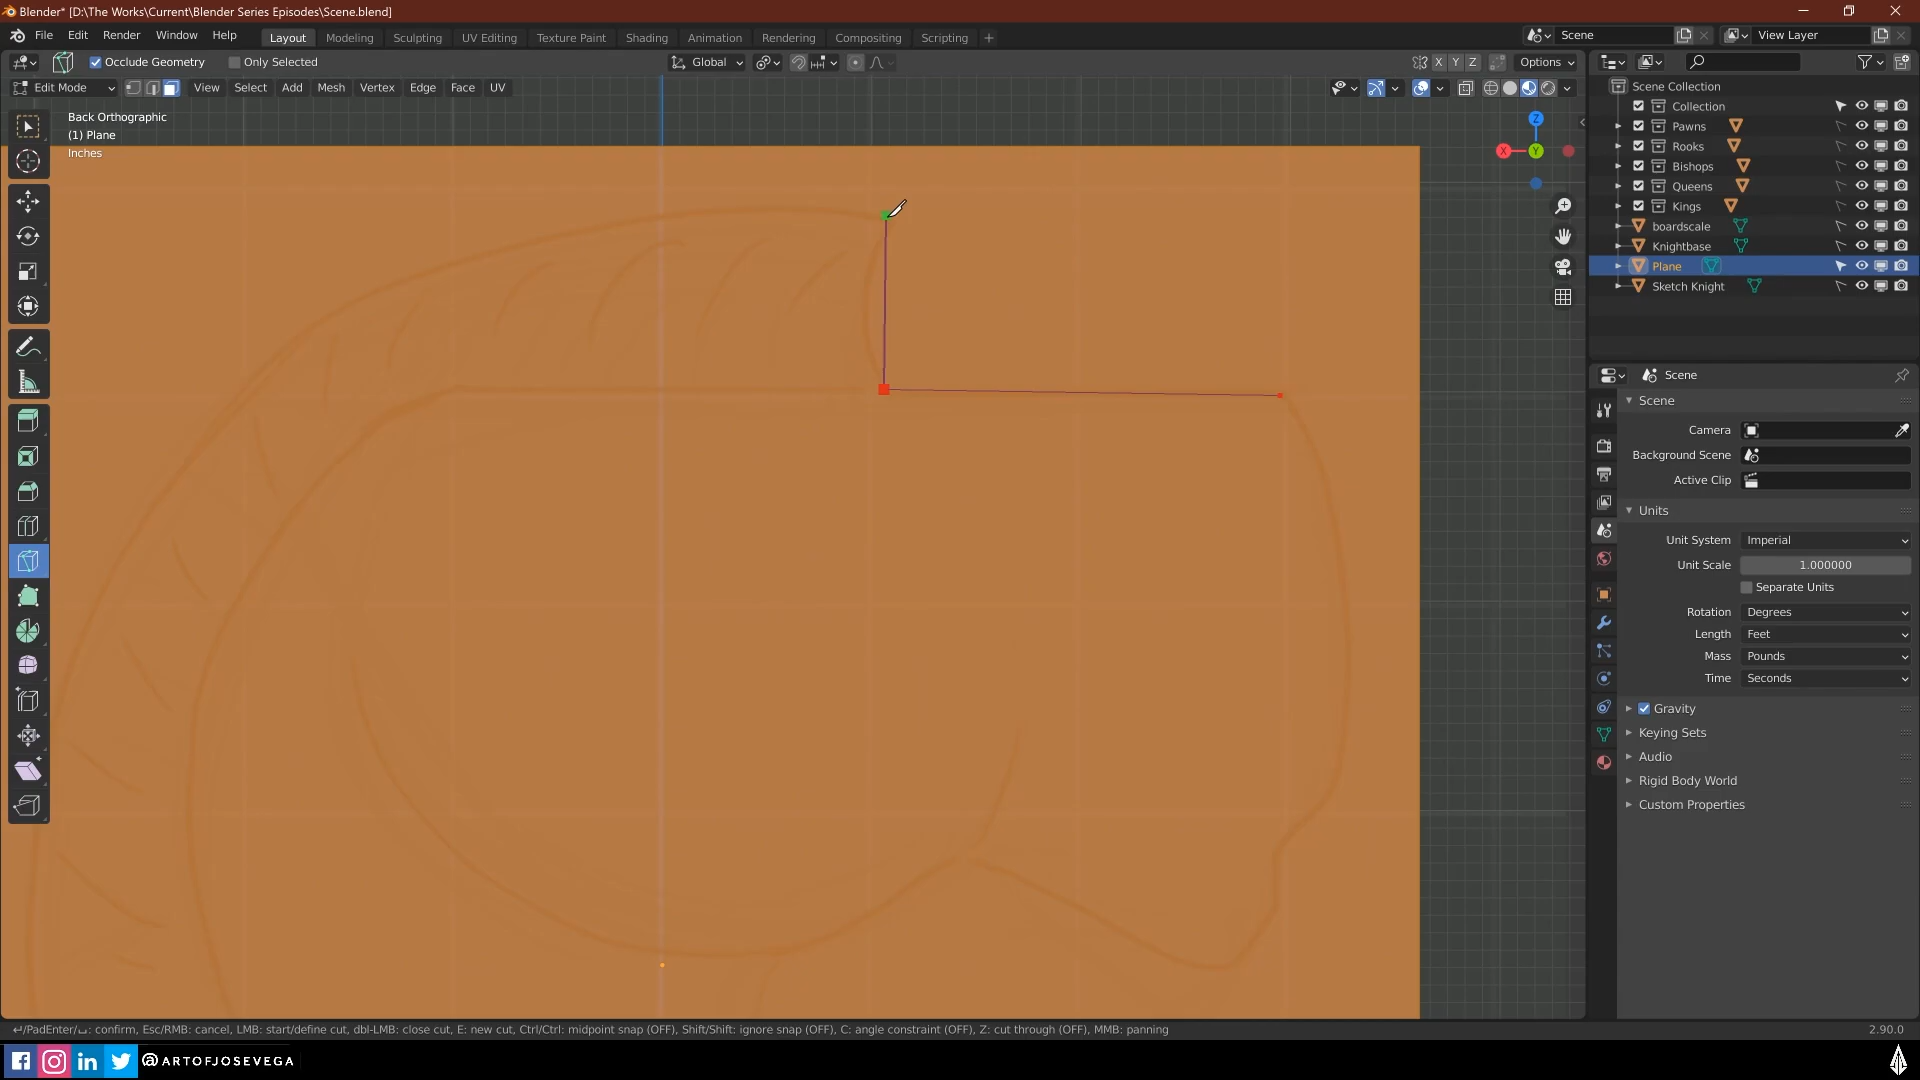 Blender* [D:\The Works\Current\Blender Series Episodes\Scene.blend]
File Edit Render Window Help
Layout Modeling Sculpting UV Editing Texture Paint Shading Animation Rendering Compositing Scripting +
Scene View Layer
Occlude Geometry Only Selected Global X Y Z Options
Edit Mode View Select Add Mesh Vertex Edge Face UV
Back Orthographic
(1) Plane
Inches
Z
X Y
Scene Collection
Collection
Pawns
Rooks
Bishops
Queens
Kings
boardscale
Knightbase
Plane
Sketch Knight
Scene
Scene
Camera
Background Scene
Active Clip
Units
Unit System Imperial
Unit Scale 1.000000
Separate Units
Rotation Degrees
Length Feet
Mass Pounds
Time Seconds
Gravity
Keying Sets
Audio
Rigid Body World
Custom Properties
↵/PadEnter/␣: confirm, Esc/RMB: cancel, LMB: start/define cut, dbl-LMB: close cut, E: new cut, Ctrl/Ctrl: midpoint snap (OFF), Shift/Shift: ignore snap (OFF), C: angle constraint (OFF), Z: cut through (OFF), MMB: panning
2.90.0
@ARTOFJOSEVEGA